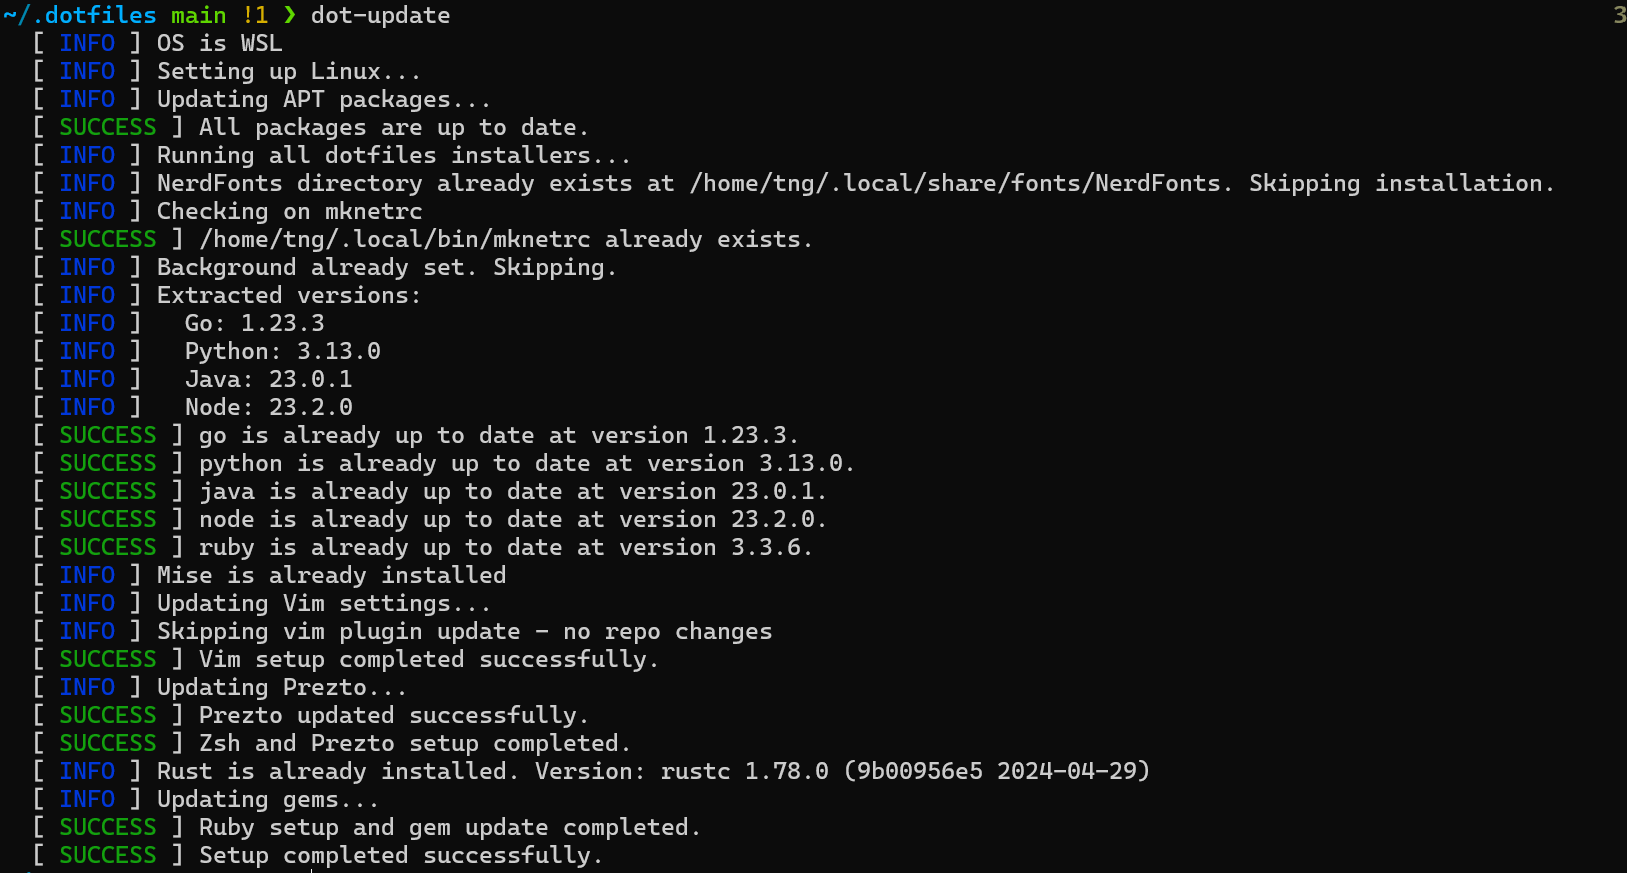 ~/.dotfiles main !1 ❯ dot-update 3
[ INFO ] OS is WSL
[ INFO ] Setting up Linux...
[ INFO ] Updating APT packages...
[ SUCCESS ] All packages are up to date.
[ INFO ] Running all dotfiles installers...
[ INFO ] NerdFonts directory already exists at /home/tng/.local/share/fonts/NerdFonts. Skipping installation.
[ INFO ] Checking on mknetrc
[ SUCCESS ] /home/tng/.local/bin/mknetrc already exists.
[ INFO ] Background already set. Skipping.
[ INFO ] Extracted versions:
[ INFO ]   Go: 1.23.3
[ INFO ]   Python: 3.13.0
[ INFO ]   Java: 23.0.1
[ INFO ]   Node: 23.2.0
[ SUCCESS ] go is already up to date at version 1.23.3.
[ SUCCESS ] python is already up to date at version 3.13.0.
[ SUCCESS ] java is already up to date at version 23.0.1.
[ SUCCESS ] node is already up to date at version 23.2.0.
[ SUCCESS ] ruby is already up to date at version 3.3.6.
[ INFO ] Mise is already installed
[ INFO ] Updating Vim settings...
[ INFO ] Skipping vim plugin update - no repo changes
[ SUCCESS ] Vim setup completed successfully.
[ INFO ] Updating Prezto...
[ SUCCESS ] Prezto updated successfully.
[ SUCCESS ] Zsh and Prezto setup completed.
[ INFO ] Rust is already installed. Version: rustc 1.78.0 (9b00956e5 2024-04-29)
[ INFO ] Updating gems...
[ SUCCESS ] Ruby setup and gem update completed.
[ SUCCESS ] Setup completed successfully.